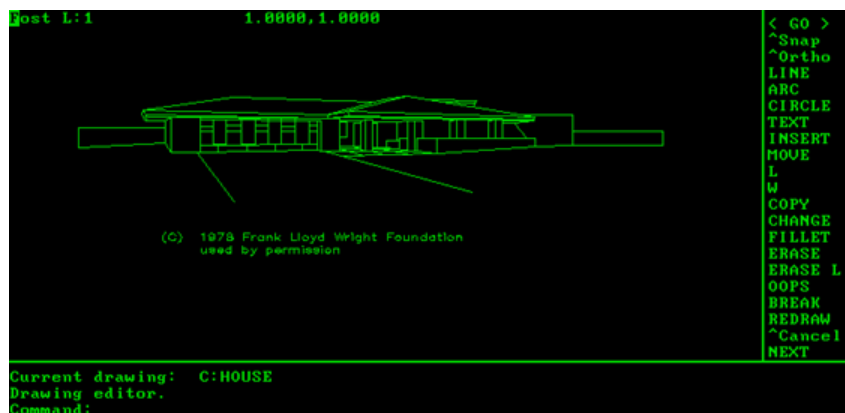 Fost L:1 1.0000,1.0000
< GO >
^Snap
^Ortho
LINE
ARC
CIRCLE
TEXT
INSERT
MOVE
L
W
COPY
CHANGE
FILLET
ERASE
ERASE L
OOPS
BREAK
REDRAW
^Cancel
NEXT
(C) 1978 Frank Lloyd Wright Foundation
used by permission
Current drawing: C:HOUSE
Drawing editor.
Command: